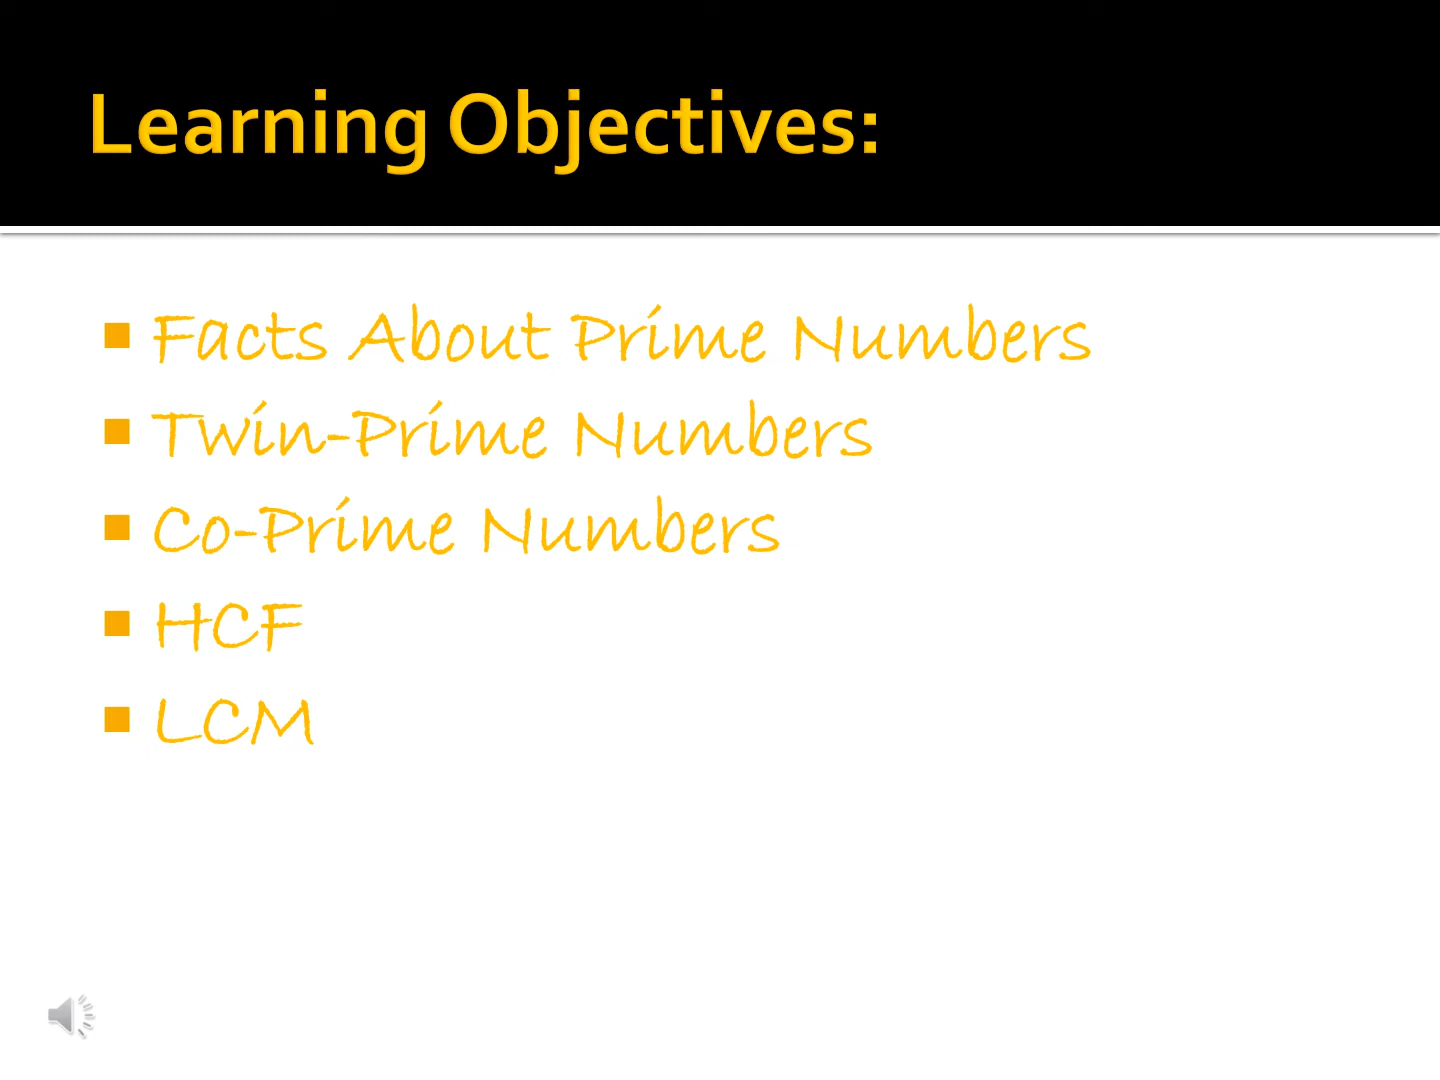 Learning Objectives:
Facts About Prime Numbers
Twin-Prime Numbers
Co-Prime Numbers
HCF
LCM